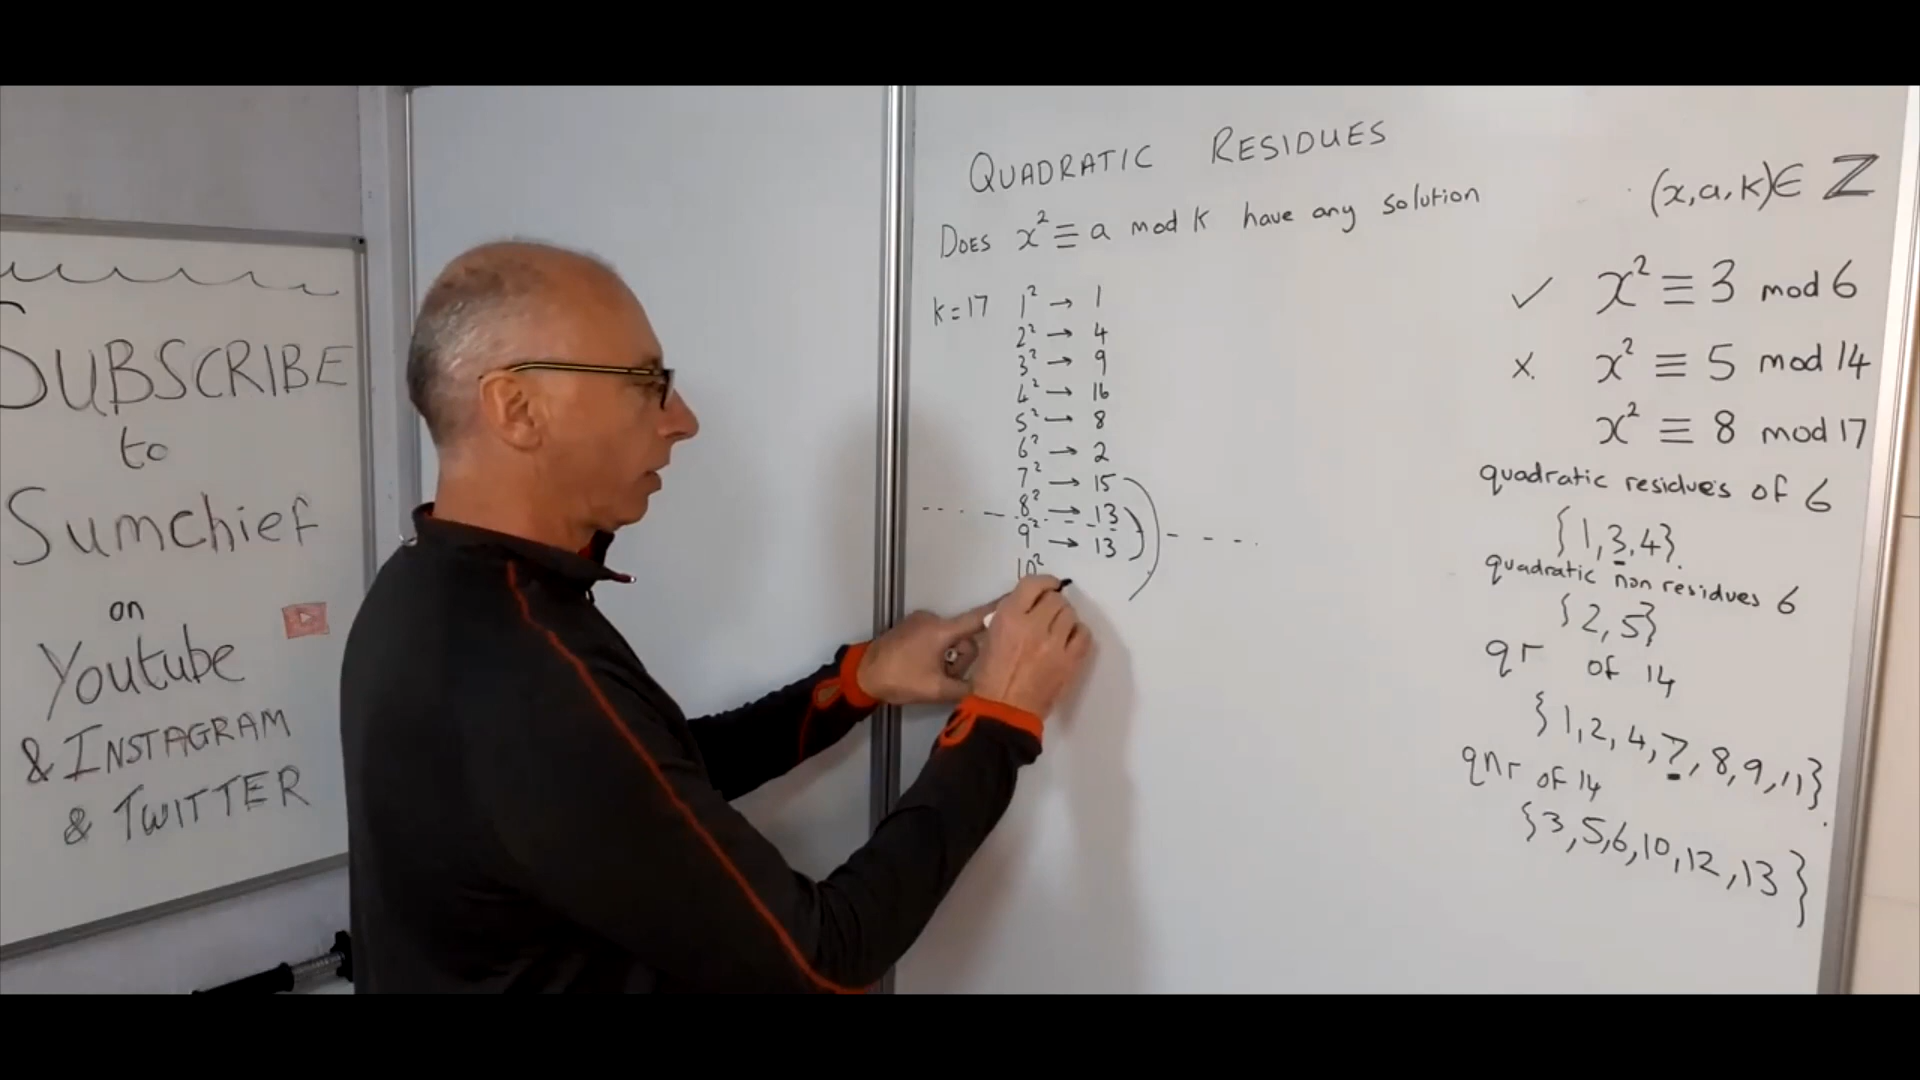 SUBSCRIBE
to
Sumchief
on
Youtube
& INSTAGRAM
& TWITTER
QUADRATIC RESIDUES
DOES x² ≡ a mod k have any solution
(x, a, k) ∈ ℤ
k = 17 1² → 1
2² → 4
3² → 9
4² → 16
5² → 8
6² → 2
7² → 15
8² → 13
9² → 13
10²
✓ x² ≡ 3 mod 6
x. x² ≡ 5 mod 14
x² ≡ 8 mod 17
quadratic residues of 6
{1, 3, 4}
quadratic non residues 6
{2, 5}
qr of 14
{1, 2, 4, 7, 8, 9, 11}
qnr of 14
{3, 5, 6, 10, 12, 13}